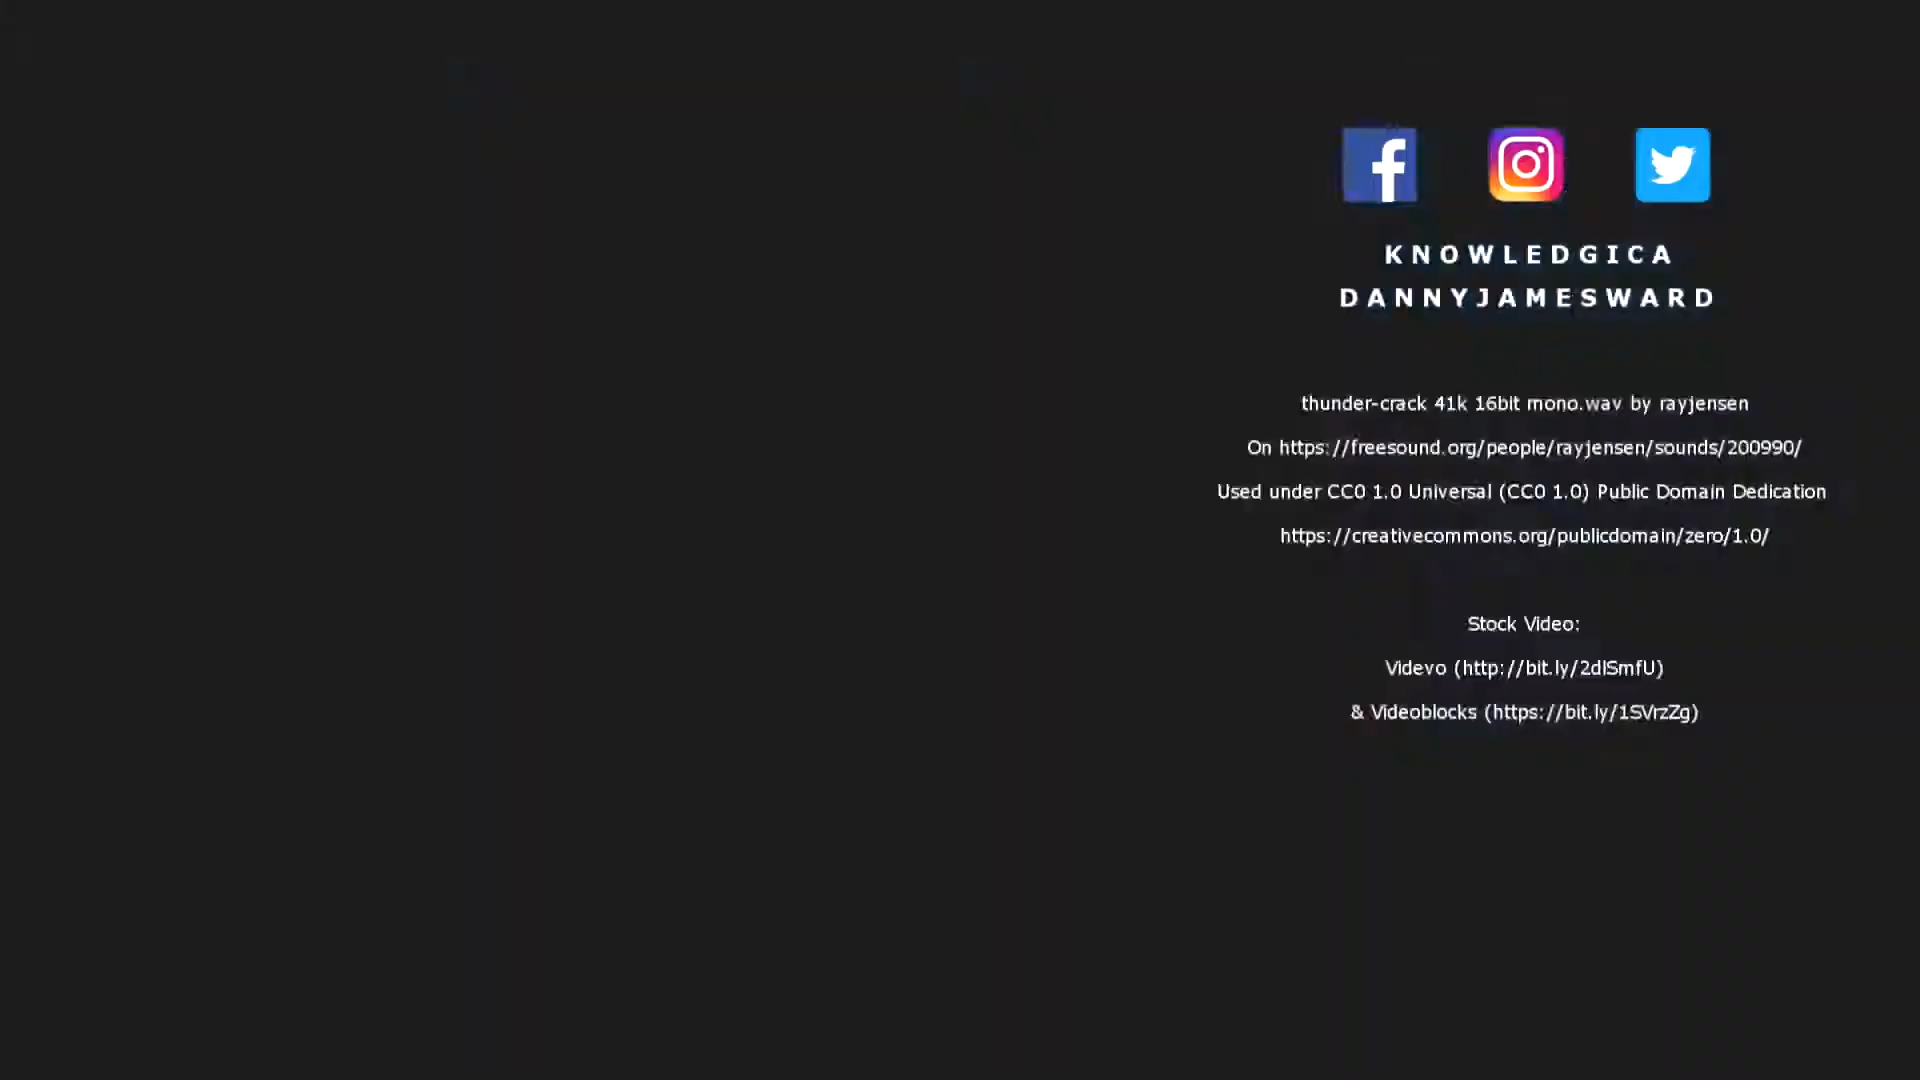 KNOWLEDGICA
DANNYJAMESWARD
thunder-crack 41k 16bit mono.wav by rayjensen
On https://freesound.org/people/rayjensen/sounds/200990/
Used under CC0 1.0 Universal (CC0 1.0) Public Domain Dedication
https://creativecommons.org/publicdomain/zero/1.0/
Stock Video:
Videvo (http://bit.ly/2dlSmfU)
& Videoblocks (https://bit.ly/1SVrzZg)